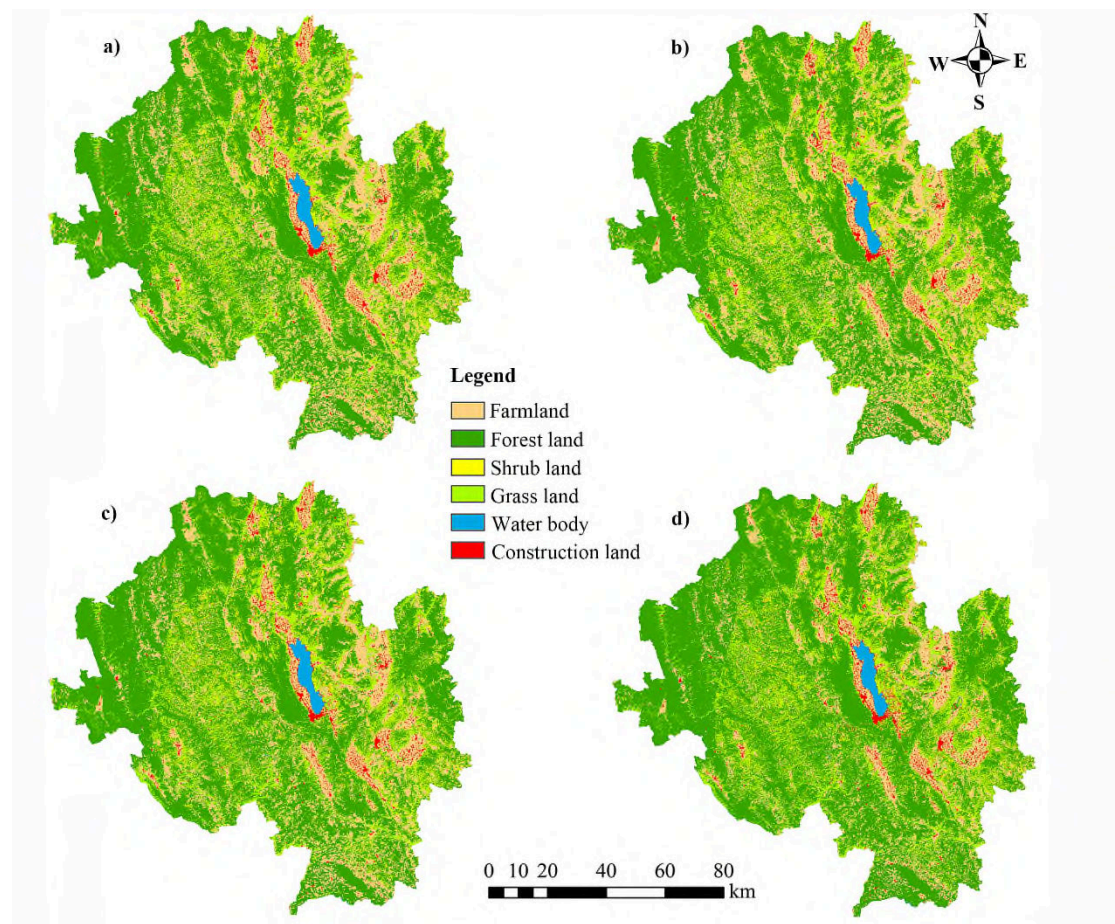 a)
b)
N
W E
S
Legend
Farmland
Forest land
Shrub land
Grass land
Water body
Construction land
c)
d)
0 10 20 40 60 80
km